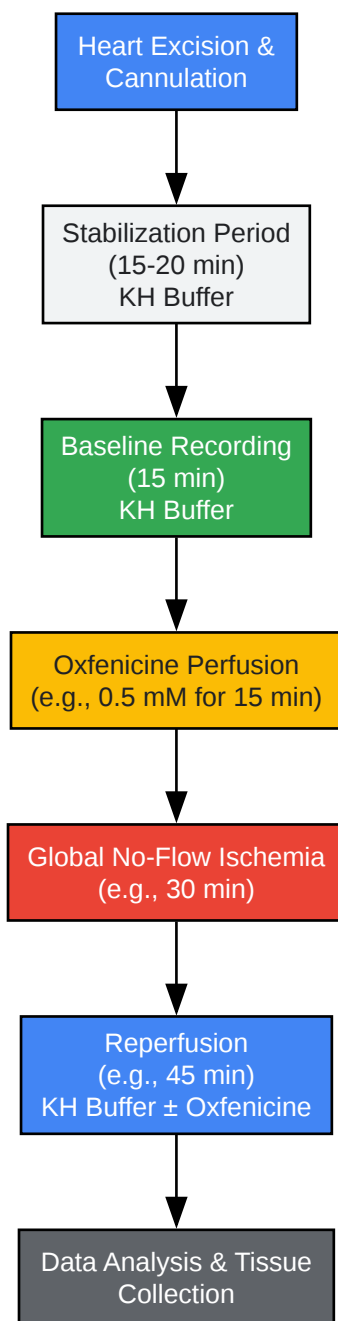 Heart Excision &
Cannulation
Stabilization Period
(15-20 min)
KH Buffer
Baseline Recording
(15 min)
KH Buffer
Oxfenicine Perfusion
(e.g., 0.5 mM for 15 min)
Global No-Flow Ischemia
(e.g., 30 min)
Reperfusion
(e.g., 45 min)
KH Buffer ± Oxfenicine
Data Analysis & Tissue
Collection